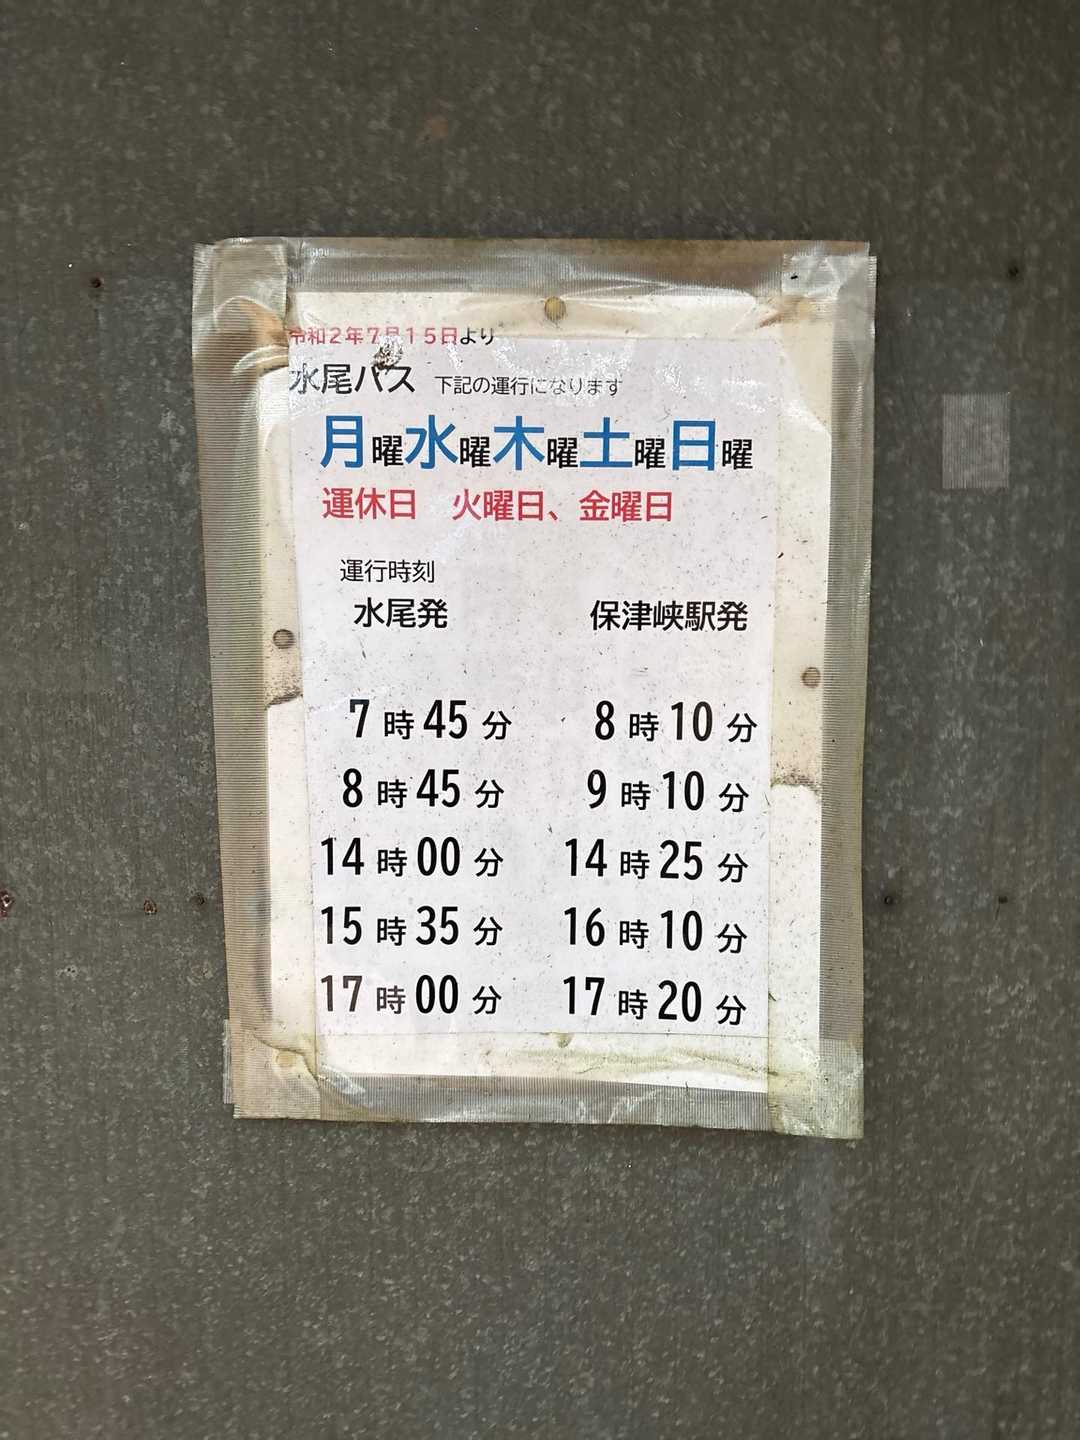 令和２年７月１５日より
水尾バス 下記の運行になります
月曜水曜木曜土曜日曜
運休日 火曜日、金曜日
運行時刻
水尾発 保津峡駅発
7時45分 8時10分
8時45分 9時10分
14時00分 14時25分
15時35分 16時10分
17時00分 17時20分